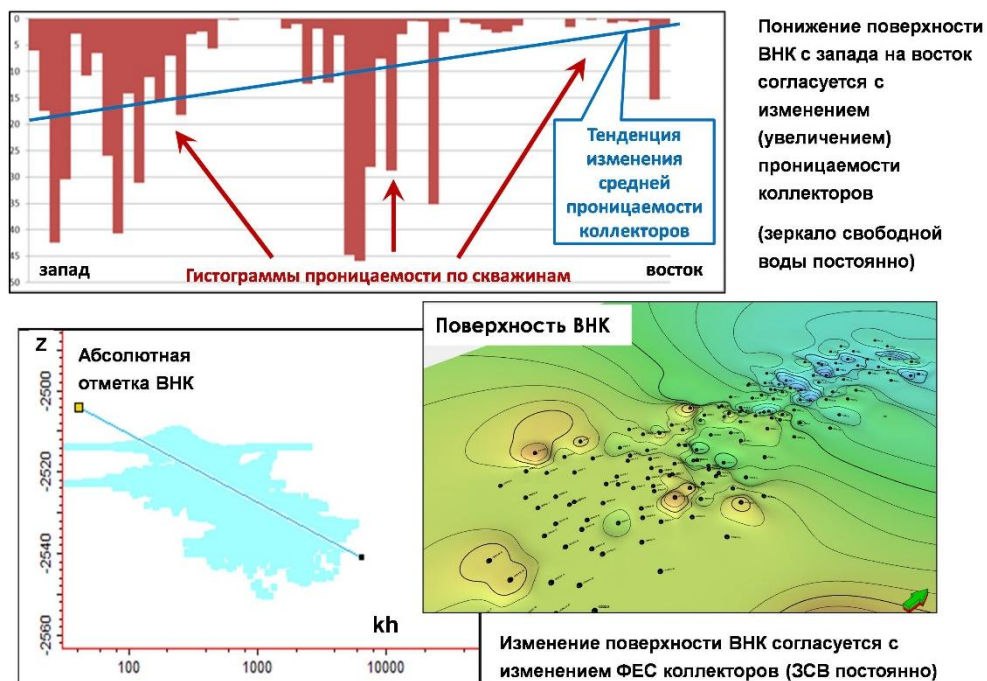 0
5
10
15
20
25
30
35
40
45
50
запад
Гистограммы проницаемости по скважинам
восток
Тенденция
изменения
средней
проницаемости
коллекторов
Понижение поверхности
ВНК с запада на восток
согласуется с
изменением
(увеличением)
проницаемости
коллекторов
(зеркало свободной
воды постоянно)
Z
Абсолютная
отметка ВНК
-2500
-2520
-2540
-2560
kh
100
1000
10000
Поверхность ВНК
Изменение поверхности ВНК согласуется с
изменением ФЕС коллекторов (ЗСВ постоянно)